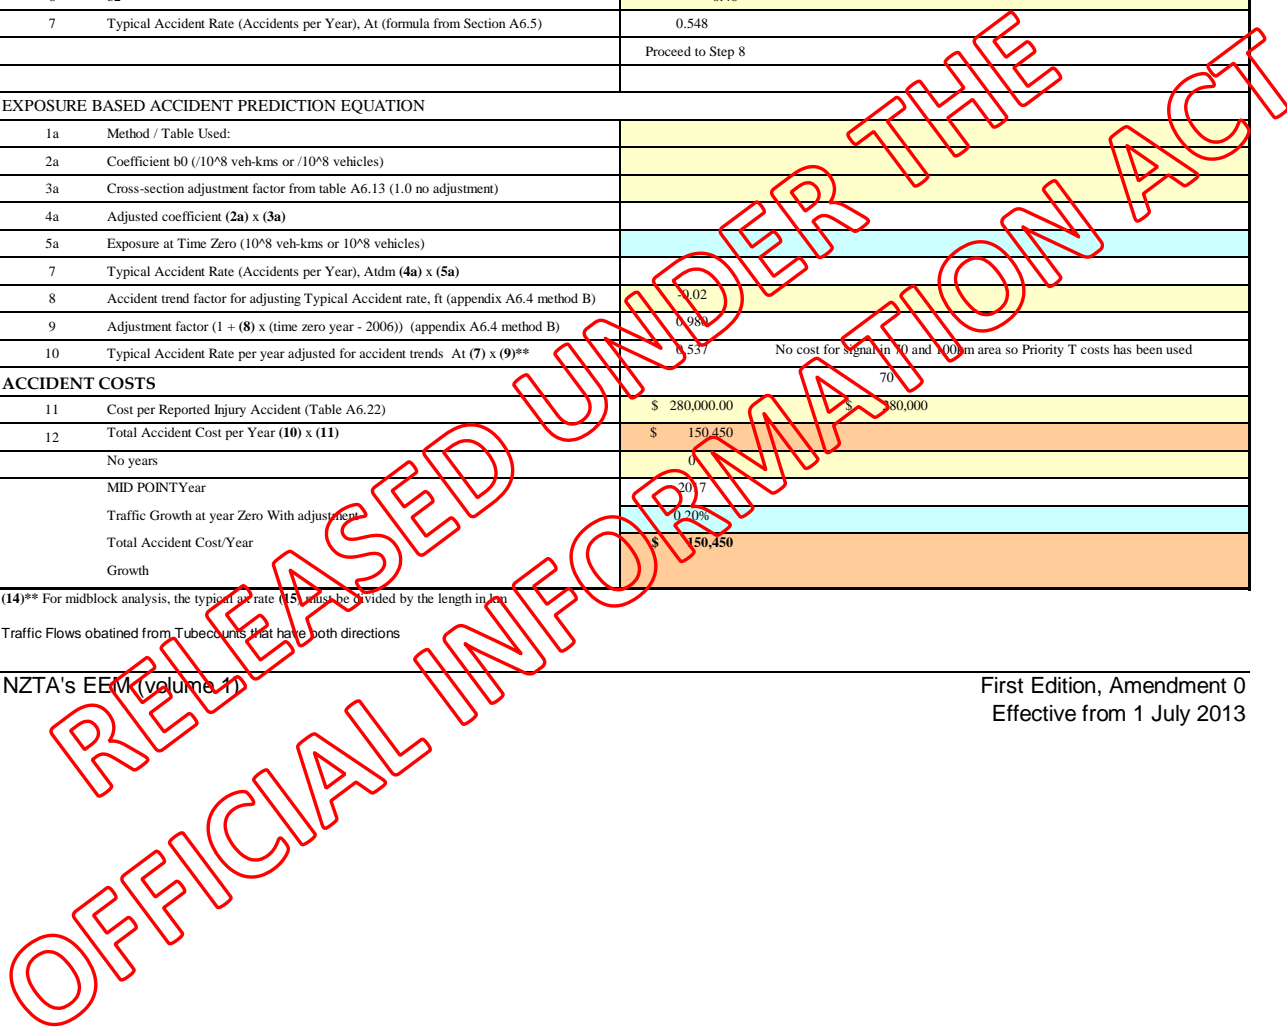 7 Typical Accident Rate (Accidents per Year), At (formula from Section A6.5) 0.548
Proceed to Step 8
EXPOSURE BASED ACCIDENT PREDICTION EQUATION
1a Method / Table Used:
2a Coefficient b0 (/10^8 veh-kms or /10^8 vehicles)
3a Cross-section adjustment factor from table A6.13 (1.0 no adjustment)
4a Adjusted coefficient (2a) x (3a)
5a Exposure at Time Zero (10^8 veh-kms or 10^8 vehicles)
7 Typical Accident Rate (Accidents per Year), Atdm (4a) x (5a)
8 Accident trend factor for adjusting Typical Accident rate, ft (appendix A6.4 method B) -0.02
9 Adjustment factor (1 + (8) x (time zero year - 2006)) (appendix A6.4 method B) 0.980
10 Typical Accident Rate per year adjusted for accident trends At (7) x (9)** 0.537 No cost for signal in 70 and 100km area so Priority T costs has been used
ACCIDENT COSTS 70
11 Cost per Reported Injury Accident (Table A6.22) $ 280,000.00 $ 280,000
12 Total Accident Cost per Year (10) x (11) $ 150,450
No years 0
MID POINTYear 2017
Traffic Growth at year Zero With adjustment 0.20%
Total Accident Cost/Year $ 150,450
Growth
(14)** For midblock analysis, the typical ax rate (15) must be divided by the length in km
Traffic Flows obatined from Tubecounts that have both directions
NZTA's EEM (volume 1) First Edition, Amendment 0
Effective from 1 July 2013
RELEASED UNDER THE
OFFICIAL INFORMATION ACT